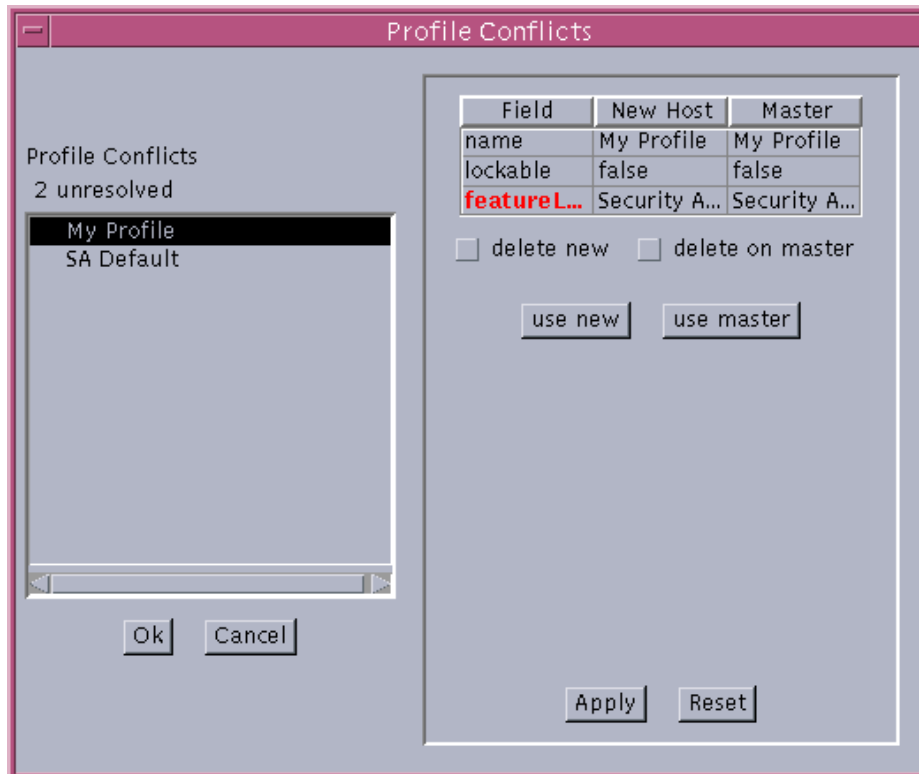 Profile Conflicts
Profile Conflicts
2 unresolved
My Profile
SA Default
Ok Cancel
Field New Host Master
name My Profile My Profile
lockable false false
featureL... Security A... Security A...
delete new delete on master
use new use master
Apply Reset